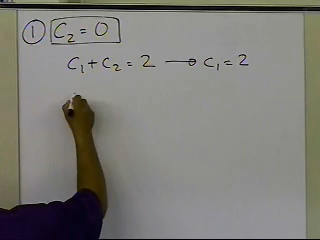 ① C₂ = 0
C₁ + C₂ = 2 → C₁ = 2